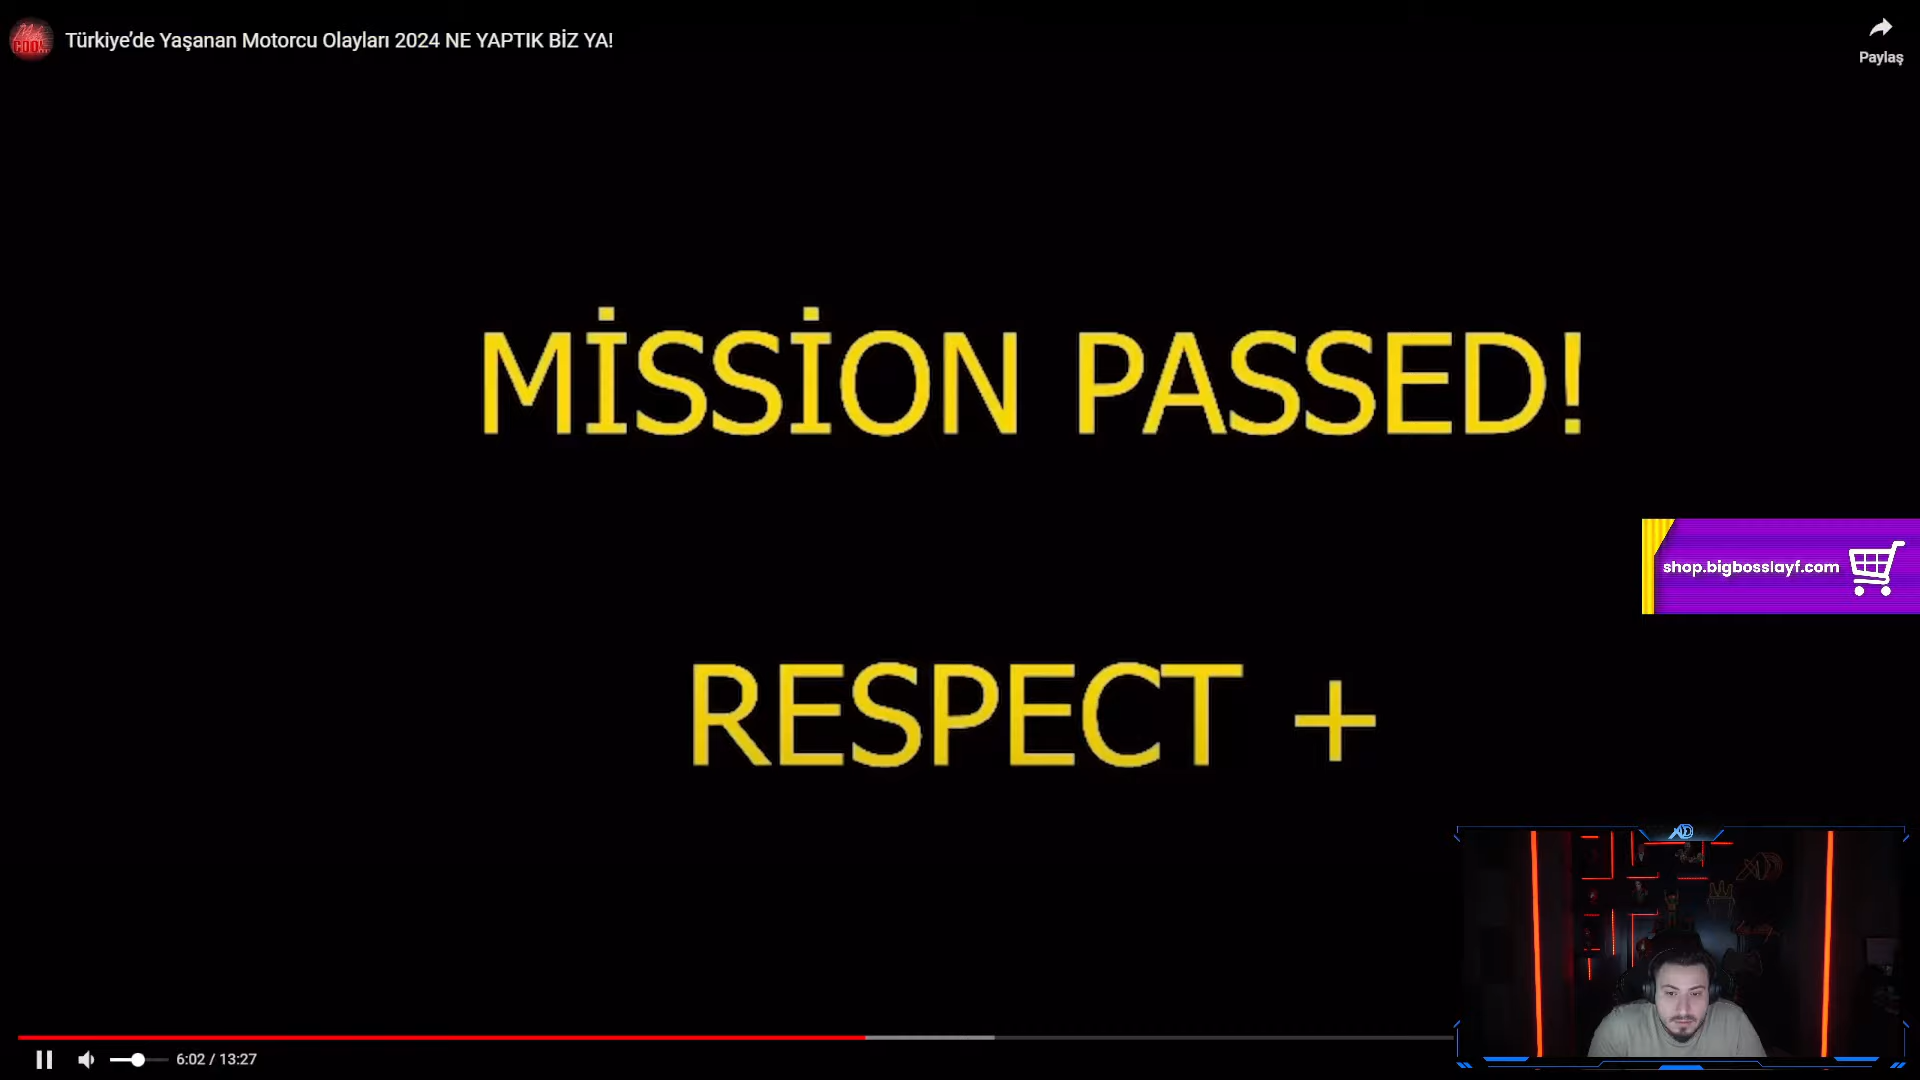 Türkiye'de Yaşanan Motorcu Olayları 2024 NE YAPTIK BİZ YA!
Paylaş
MİSSİON PASSED!
shop.bigbosslayf.com
RESPECT +
6:02 / 13:27